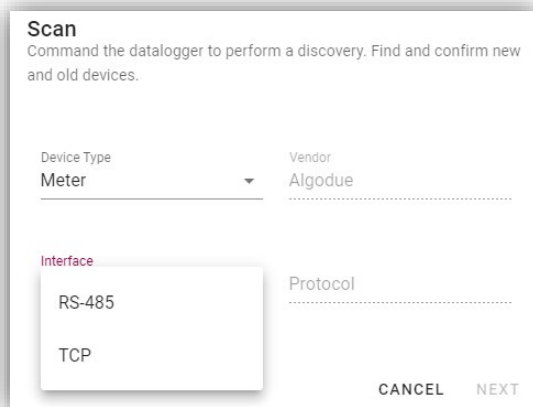 Scan
Command the datalogger to perform a discovery. Find and confirm new
and old devices.
Device Type
Vendor
Meter
Algodue
Interface
RS-485
Protocol
TCP
CANCEL
NEXT